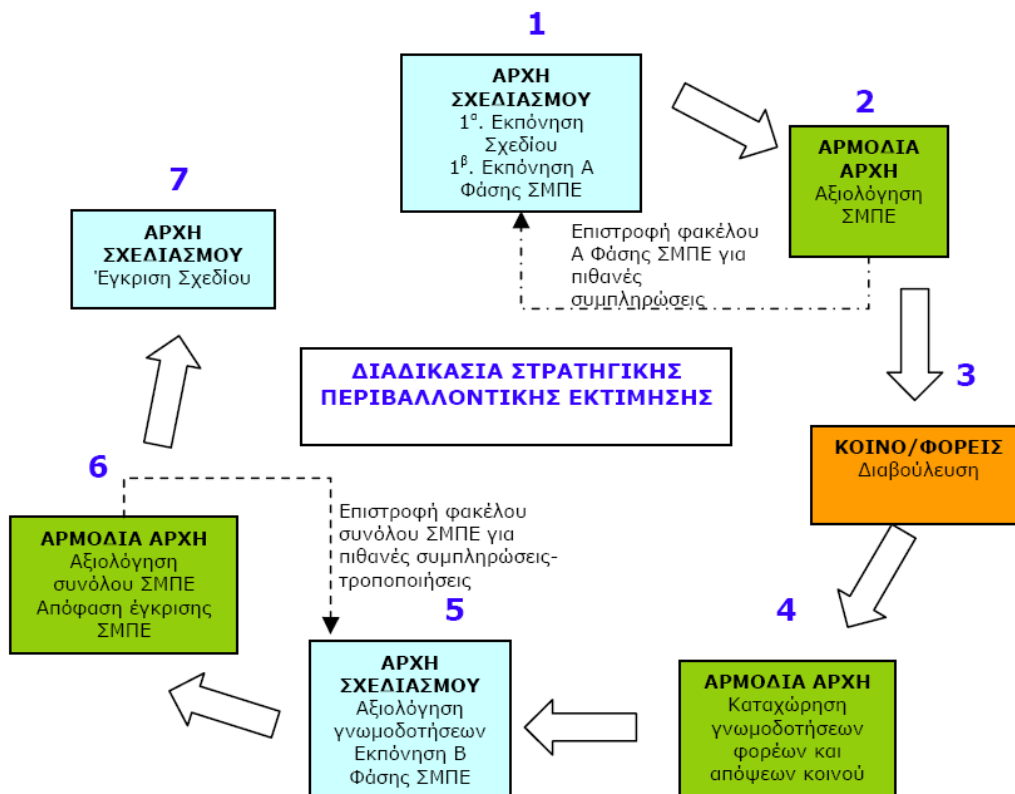 1
ΑΡΧΗ
ΣΧΕΔΙΑΣΜΟΥ
1α. Εκπόνηση
Σχεδίου
1β. Εκπόνηση Α
Φάσης ΣΜΠΕ
2
ΑΡΜΟΔΙΑ
ΑΡΧΗ
Αξιολόγηση
ΣΜΠΕ
Επιστροφή φακέλου
Α Φάσης ΣΜΠΕ για
πιθανές
συμπληρώσεις
3
ΚΟΙΝΟ/ΦΟΡΕΙΣ
Διαβούλευση
4
ΑΡΜΟΔΙΑ ΑΡΧΗ
Καταχώρηση
γνωμοδοτήσεων
φορέων και
απόψεων κοινού
5
ΑΡΧΗ
ΣΧΕΔΙΑΣΜΟΥ
Αξιολόγηση
γνωμοδοτήσεων
Εκπόνηση Β
Φάσης ΣΜΠΕ
6
ΑΡΜΟΔΙΑ ΑΡΧΗ
Αξιολόγηση
συνόλου ΣΜΠΕ
Απόφαση έγκρισης
ΣΜΠΕ
Επιστροφή φακέλου
συνόλου ΣΜΠΕ για
πιθανές συμπληρώσεις-
τροποποιήσεις
7
ΑΡΧΗ
ΣΧΕΔΙΑΣΜΟΥ
Έγκριση Σχεδίου
ΔΙΑΔΙΚΑΣΙΑ ΣΤΡΑΤΗΓΙΚΗΣ
ΠΕΡΙΒΑΛΛΟΝΤΙΚΗΣ ΕΚΤΙΜΗΣΗΣ